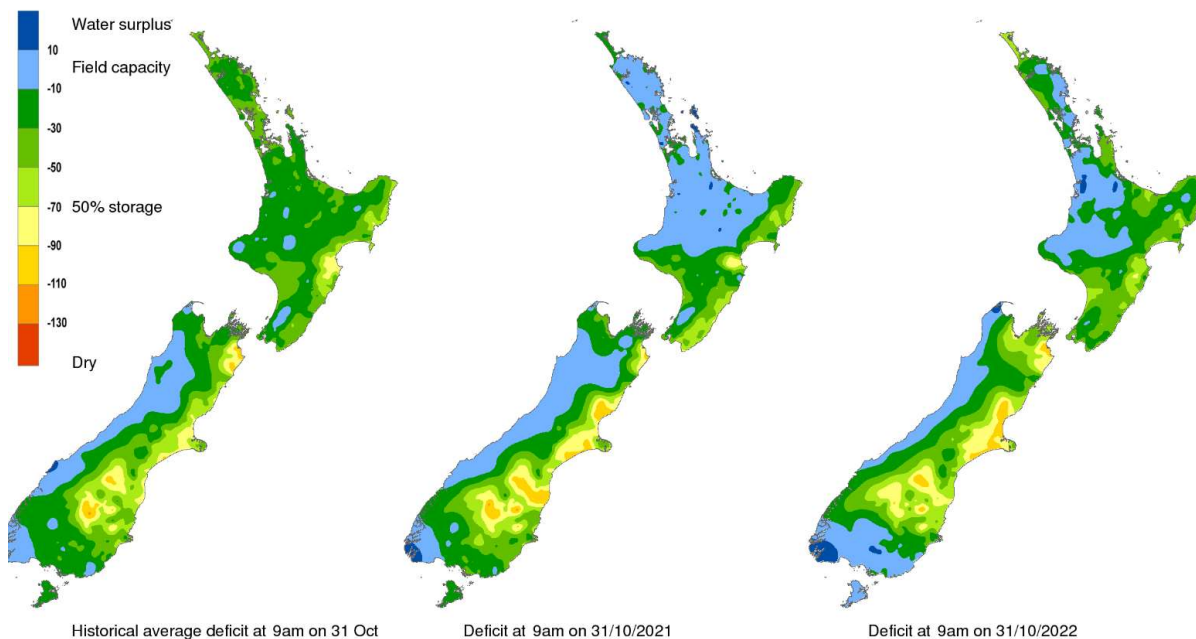 Water surplus
10
Field capacity
-10
-30
-50
50% storage
-70
-90
-110
-130
Dry
Historical average deficit at 9am on 31 Oct
Deficit at 9am on 31/10/2021
Deficit at 9am on 31/10/2022